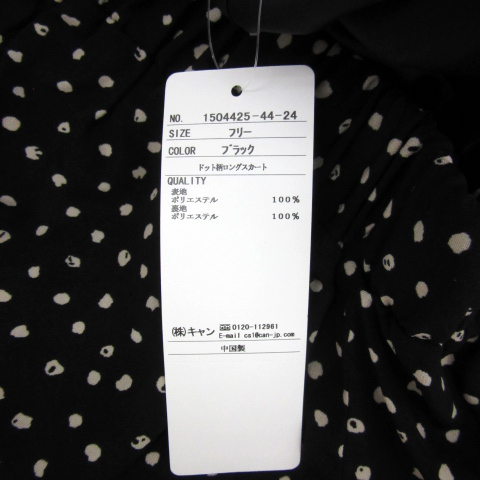 NO. 1504425-44-24
SIZE フリー
COLOR ブラック
ドット柄ロングスカート
QUALITY
表地
ポリエステル 100%
裏地
ポリエステル 100%
(株)キャン 0120-112961
E-mail cs1@can-jp.com
中国製